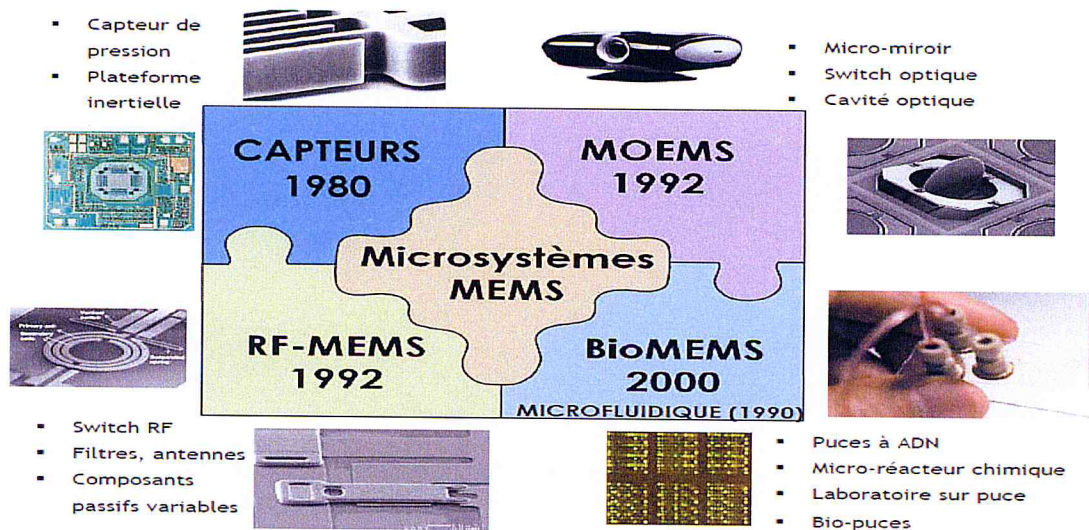 Capteur de
pression
Plateforme
inertielle
Micro-miroir
Switch optique
Cavité optique
CAPTEURS
1980
MOEMS
1992
Microsystèmes
MEMS
RF-MEMS
1992
BioMEMS
2000
MICROFLUIDIQUE (1990)
Switch RF
Filtres, antennes
Composants
passifs variables
Puces à ADN
Micro-réacteur chimique
Laboratoire sur puce
Bio-puces